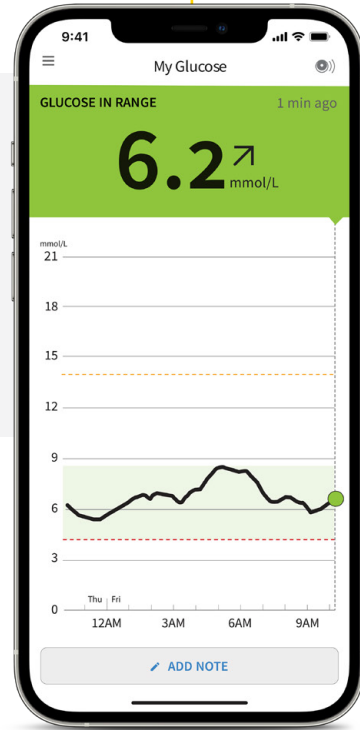 9:41
My Glucose
GLUCOSE IN RANGE 1 min ago
6.2 mmol/L
mmol/L
21
18
15
12
9
6
3
0
Thu Fri
12AM 3AM 6AM 9AM
ADD NOTE